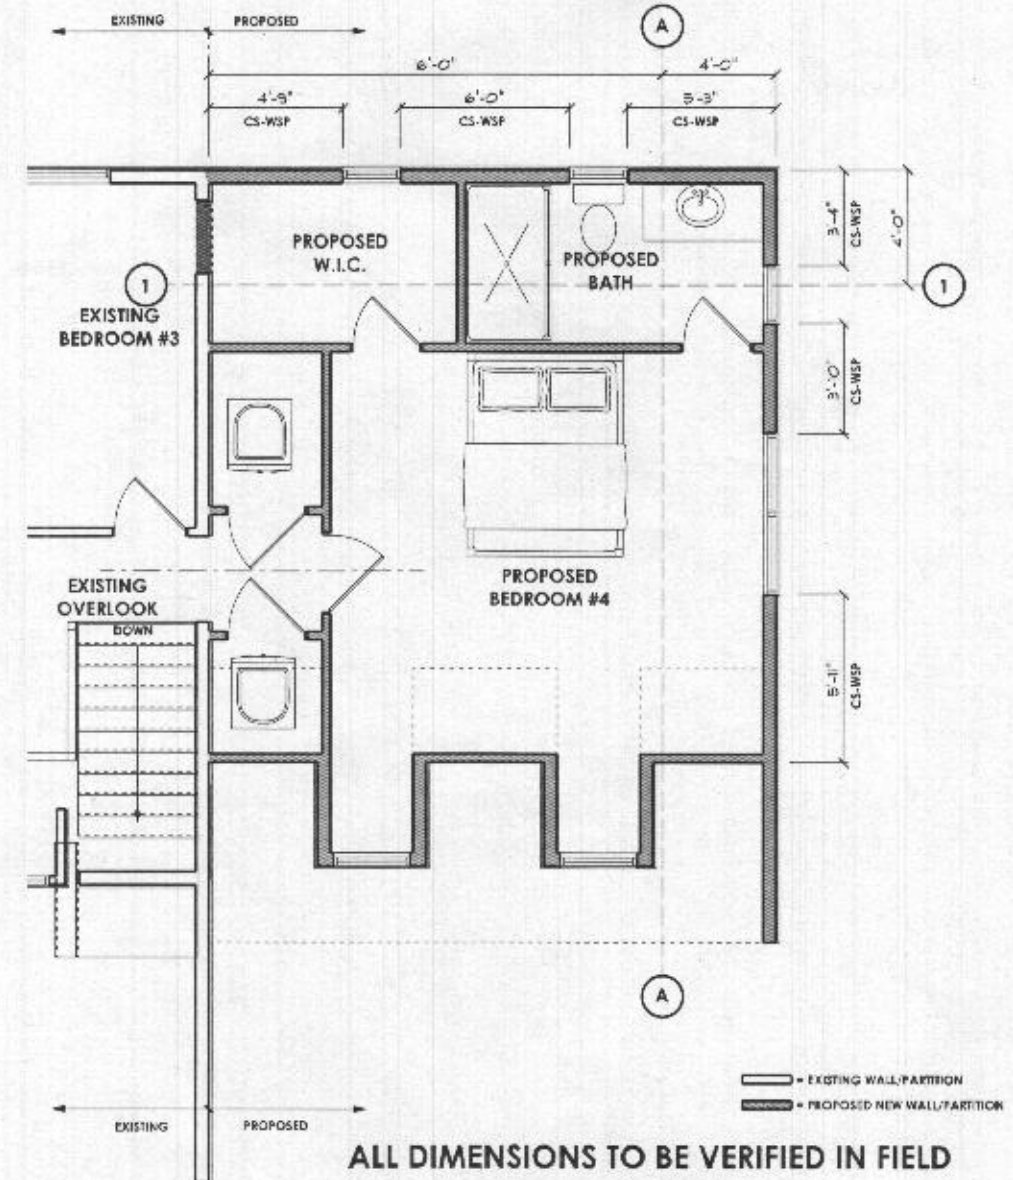 EXISTING
PROPOSED
A
6'-0"
4'-0"
4'-9"
CS-WSP
6'-0"
CS-WSP
5'-3"
CS-WSP
3'-4"
CS-WSP
4'-0"
PROPOSED
W.I.C.
PROPOSED
BATH
1
1
EXISTING
BEDROOM #3
3'-0"
CS-WSP
PROPOSED
BEDROOM #4
EXISTING
OVERLOOK
DOWN
5'-11"
CS-WSP
A
= EXISTING WALL/PARTITION
= PROPOSED NEW WALL/PARTITION
EXISTING
PROPOSED
ALL DIMENSIONS TO BE VERIFIED IN FIELD